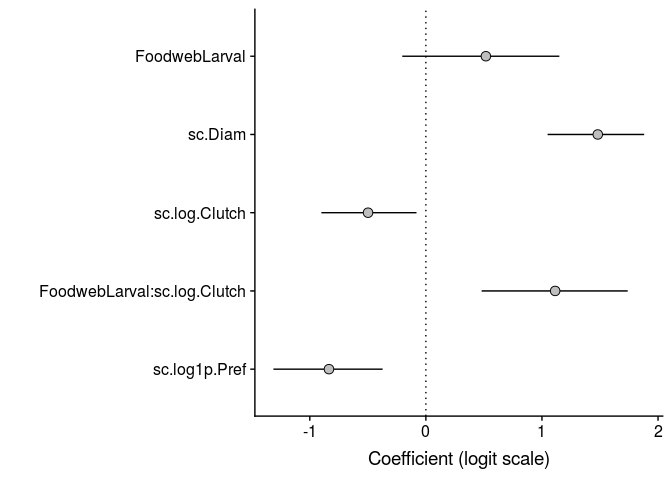 FoodwebLarval
sc.Diam
sc.log.Clutch
FoodwebLarval:sc.log.Clutch
sc.log1p.Pref
-1 0 1 2
Coefficient (logit scale)